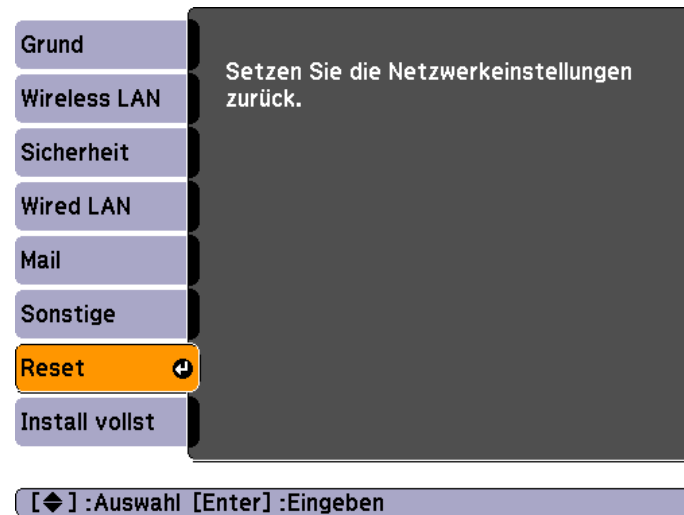 Grund
Wireless LAN
Sicherheit
Wired LAN
Mail
Sonstige
Reset
Install vollst
Setzen Sie die Netzwerkeinstellungen
zurück.
[◆] :Auswahl [Enter] :Eingeben